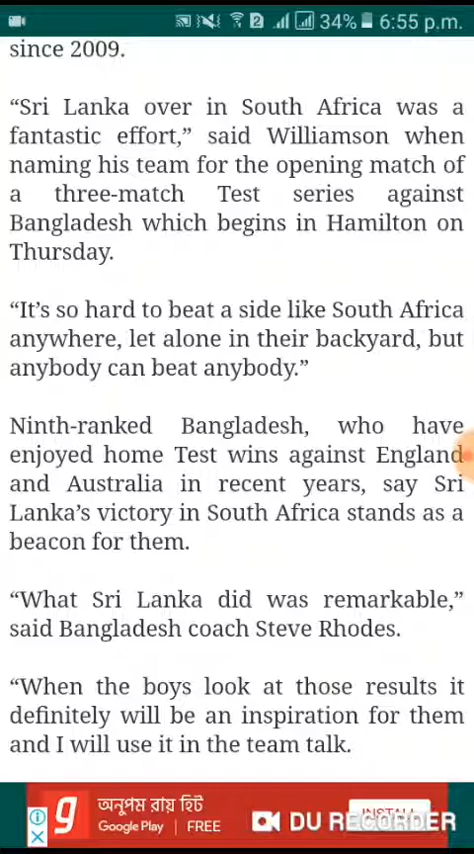 34% 6:55 p.m.
since 2009.
“Sri Lanka over in South Africa was a
fantastic effort,” said Williamson when
naming his team for the opening match of
a three-match Test series against
Bangladesh which begins in Hamilton on
Thursday.
“It’s so hard to beat a side like South Africa
anywhere, let alone in their backyard, but
anybody can beat anybody.”
Ninth-ranked Bangladesh, who have
enjoyed home Test wins against England
and Australia in recent years, say Sri
Lanka’s victory in South Africa stands as a
beacon for them.
“What Sri Lanka did was remarkable,”
said Bangladesh coach Steve Rhodes.
“When the boys look at those results it
definitely will be an inspiration for them
and I will use it in the team talk.
g অনুপম রায় হিট
Google Play | FREE
INSTALL
DU RECORDER